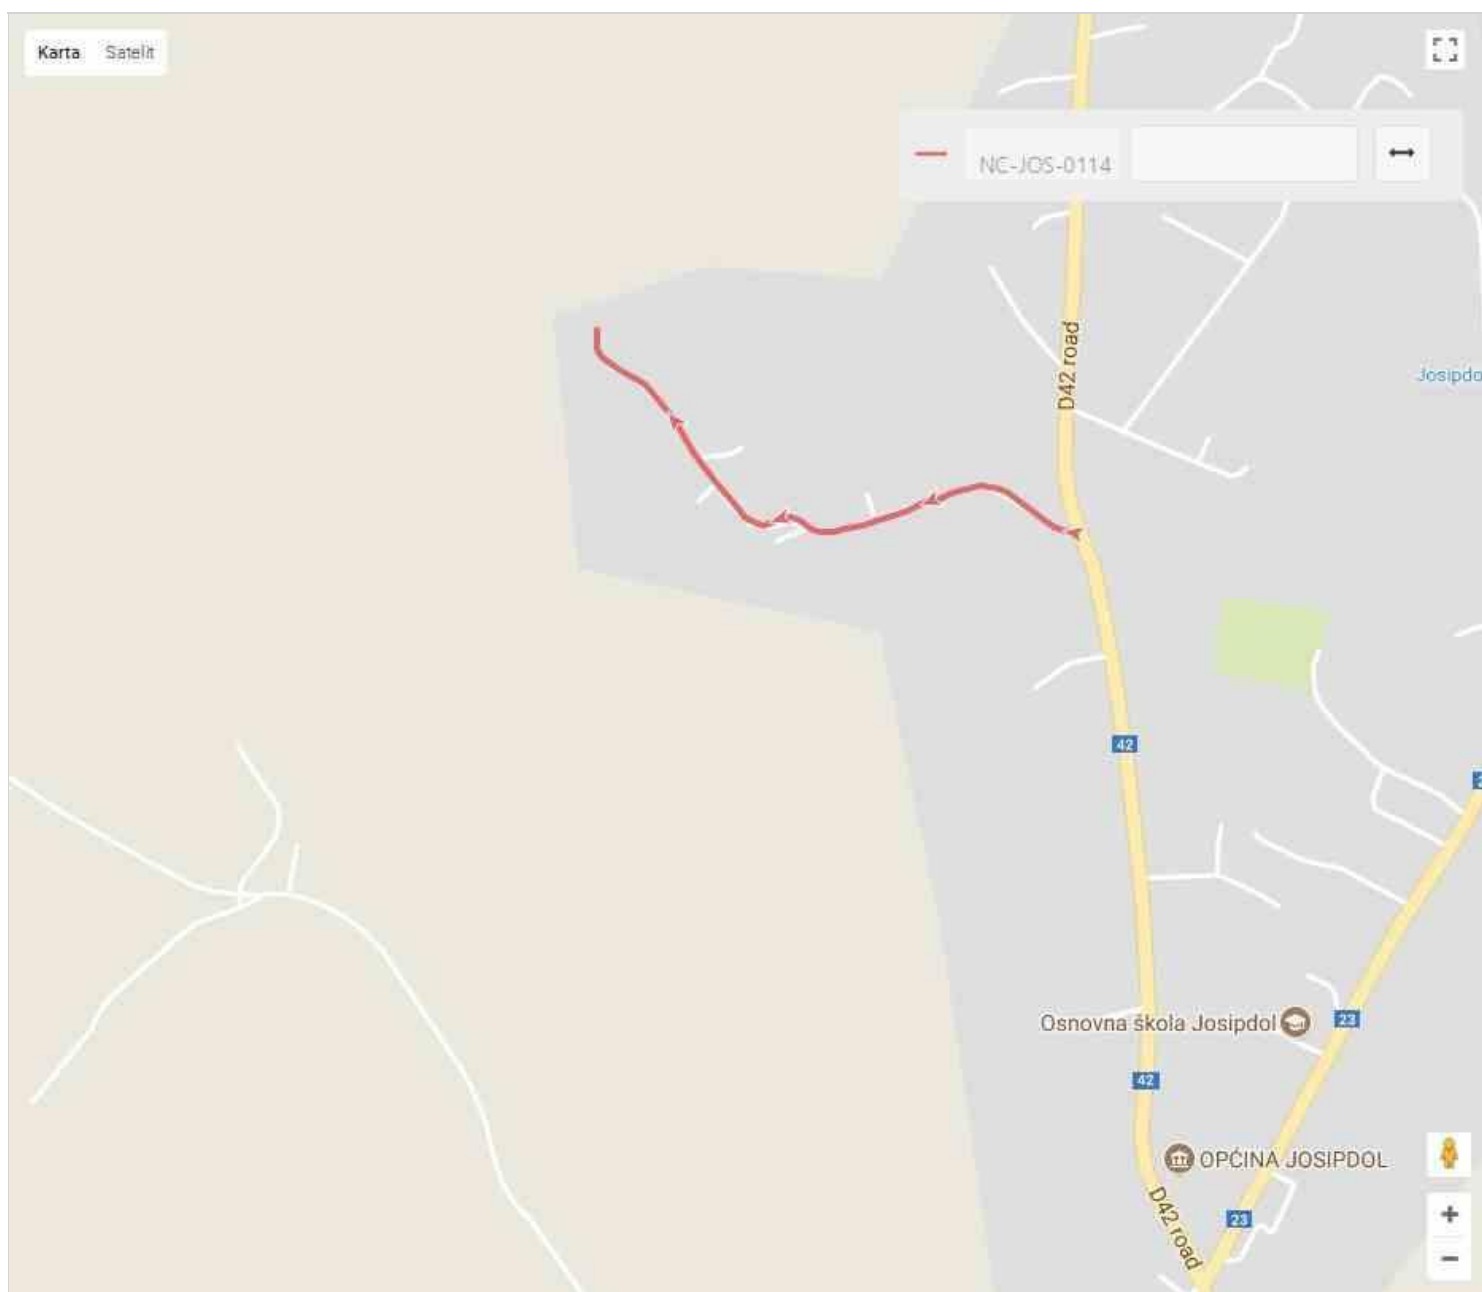 Karta Satelit
NC-JOS-0114
D42 road
Josipdo
42
Osnovna škola Josipdol
23
42
OPĆINA JOSIPDOL
D42 road
23